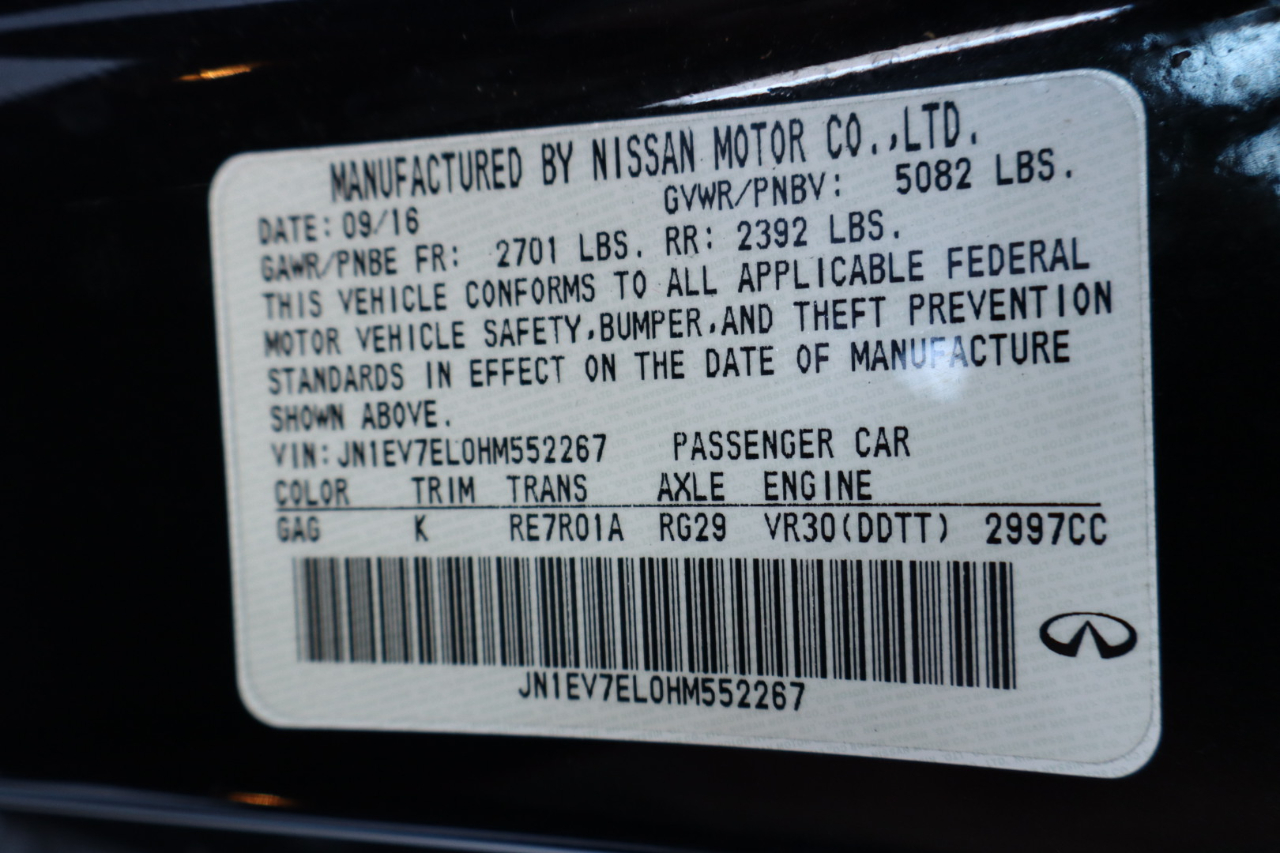 MANUFACTURED BY NISSAN MOTOR CO.,LTD.
DATE: 09/16 GVWR/PNBV: 5082 LBS.
GAWR/PNBE FR: 2701 LBS. RR: 2392 LBS.
THIS VEHICLE CONFORMS TO ALL APPLICABLE FEDERAL
MOTOR VEHICLE SAFETY,BUMPER,AND THEFT PREVENTION
STANDARDS IN EFFECT ON THE DATE OF MANUFACTURE
SHOWN ABOVE.
VIN: JN1EV7EL0HM552267 PASSENGER CAR
COLOR TRIM TRANS AXLE ENGINE
GAG K RE7R01A RG29 VR30(DDTT) 2997CC
JN1EV7EL0HM552267